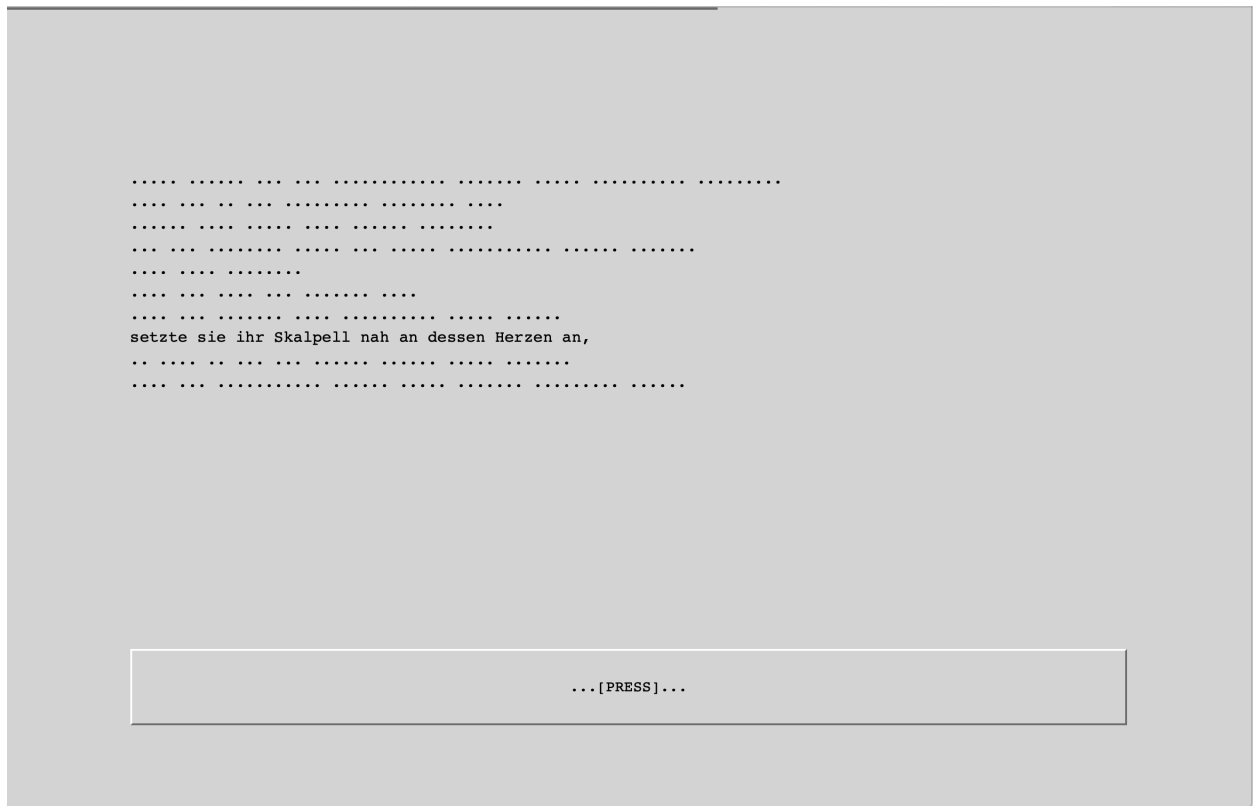 ..... ...... ... ... ............ ....... ..... .......... .........
.... ... .. ... ......... ........ ....
...... .... ..... .... ...... ........
... ... ........ ..... ... ..... ........... ...... .......
.... .... ........
.... ... .... ... ....... ....
.... ... ....... .... .......... ..... ......
setzte sie ihr Skalpell nah an dessen Herzen an,
.. .... .. ... ... ...... ...... ..... .......
.... ... ........... ...... ..... ....... ......... ......
...[PRESS]...